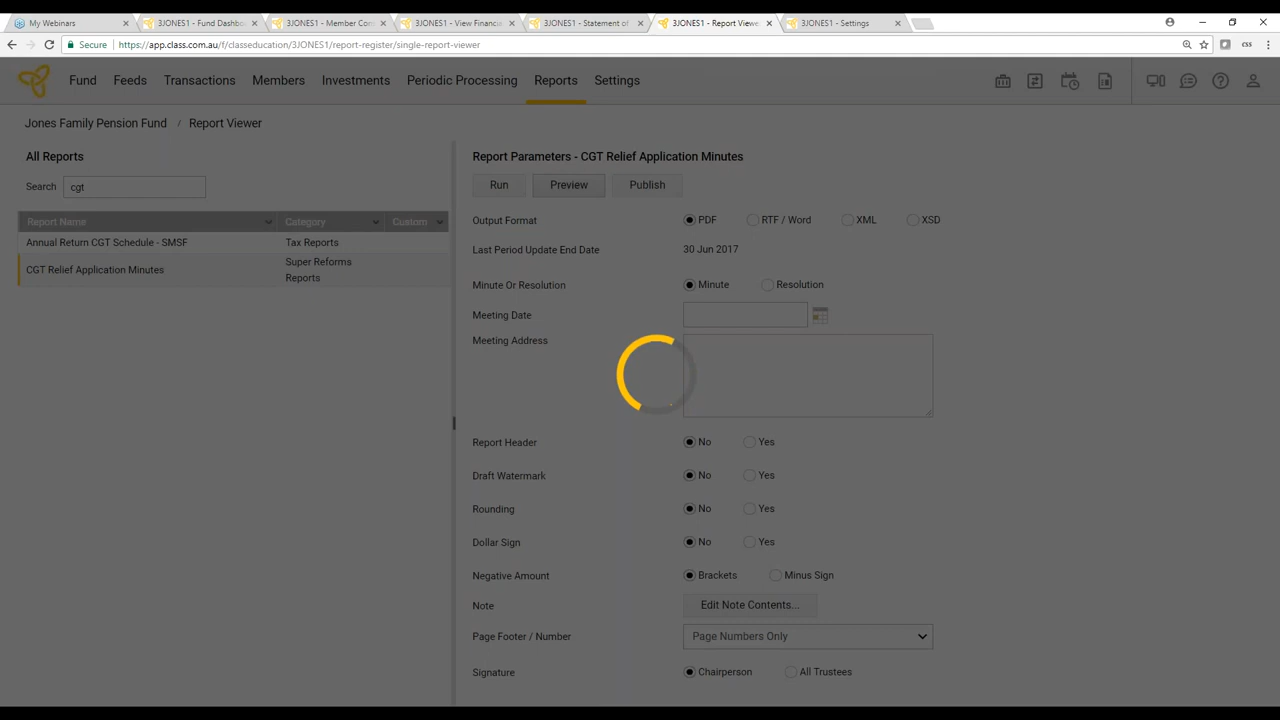 My Webinars
3JONES1 - Fund Dashbo
3JONES1 - Member Con
3JONES1 - View Financia
3JONES1 - Statement of
3JONES1 - Report Viewer
3JONES1 - Settings
Secure
https://app.class.com.au/f/classeducation/3JONES1/report-register/single-report-viewer
css
Fund Feeds Transactions Members Investments Periodic Processing Reports Settings
Jones Family Pension Fund / Report Viewer
All Reports
Search cgt
Report Name Category Custom
Annual Return CGT Schedule - SMSF Tax Reports
CGT Relief Application Minutes Super Reforms
Reports
Report Parameters - CGT Relief Application Minutes
Run Preview Publish
Output Format PDF RTF / Word XML XSD
Last Period Update End Date 30 Jun 2017
Minute Or Resolution Minute Resolution
Meeting Date
Meeting Address
Report Header No Yes
Draft Watermark No Yes
Rounding No Yes
Dollar Sign No Yes
Negative Amount Brackets Minus Sign
Note Edit Note Contents...
Page Footer / Number Page Numbers Only
Signature Chairperson All Trustees